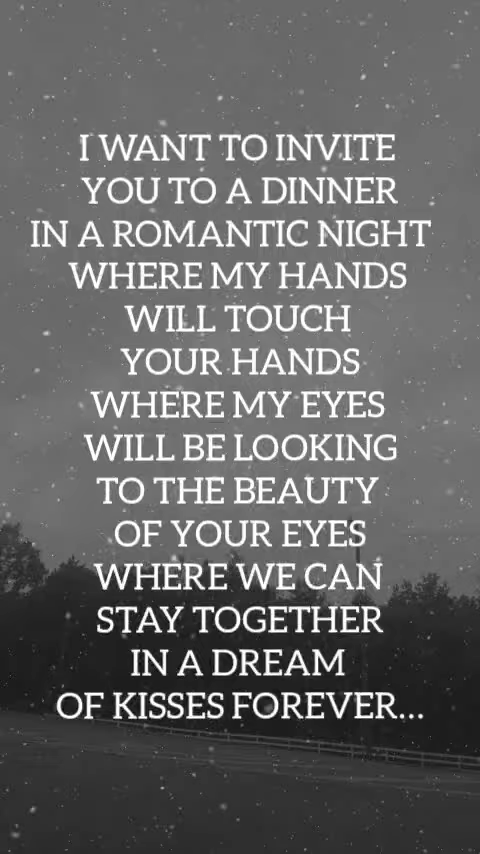 I WANT TO INVITE
YOU TO A DINNER
IN A ROMANTIC NIGHT
WHERE MY HANDS
WILL TOUCH
YOUR HANDS
WHERE MY EYES
WILL BE LOOKING
TO THE BEAUTY
OF YOUR EYES
WHERE WE CAN
STAY TOGETHER
IN A DREAM
OF KISSES FOREVER...